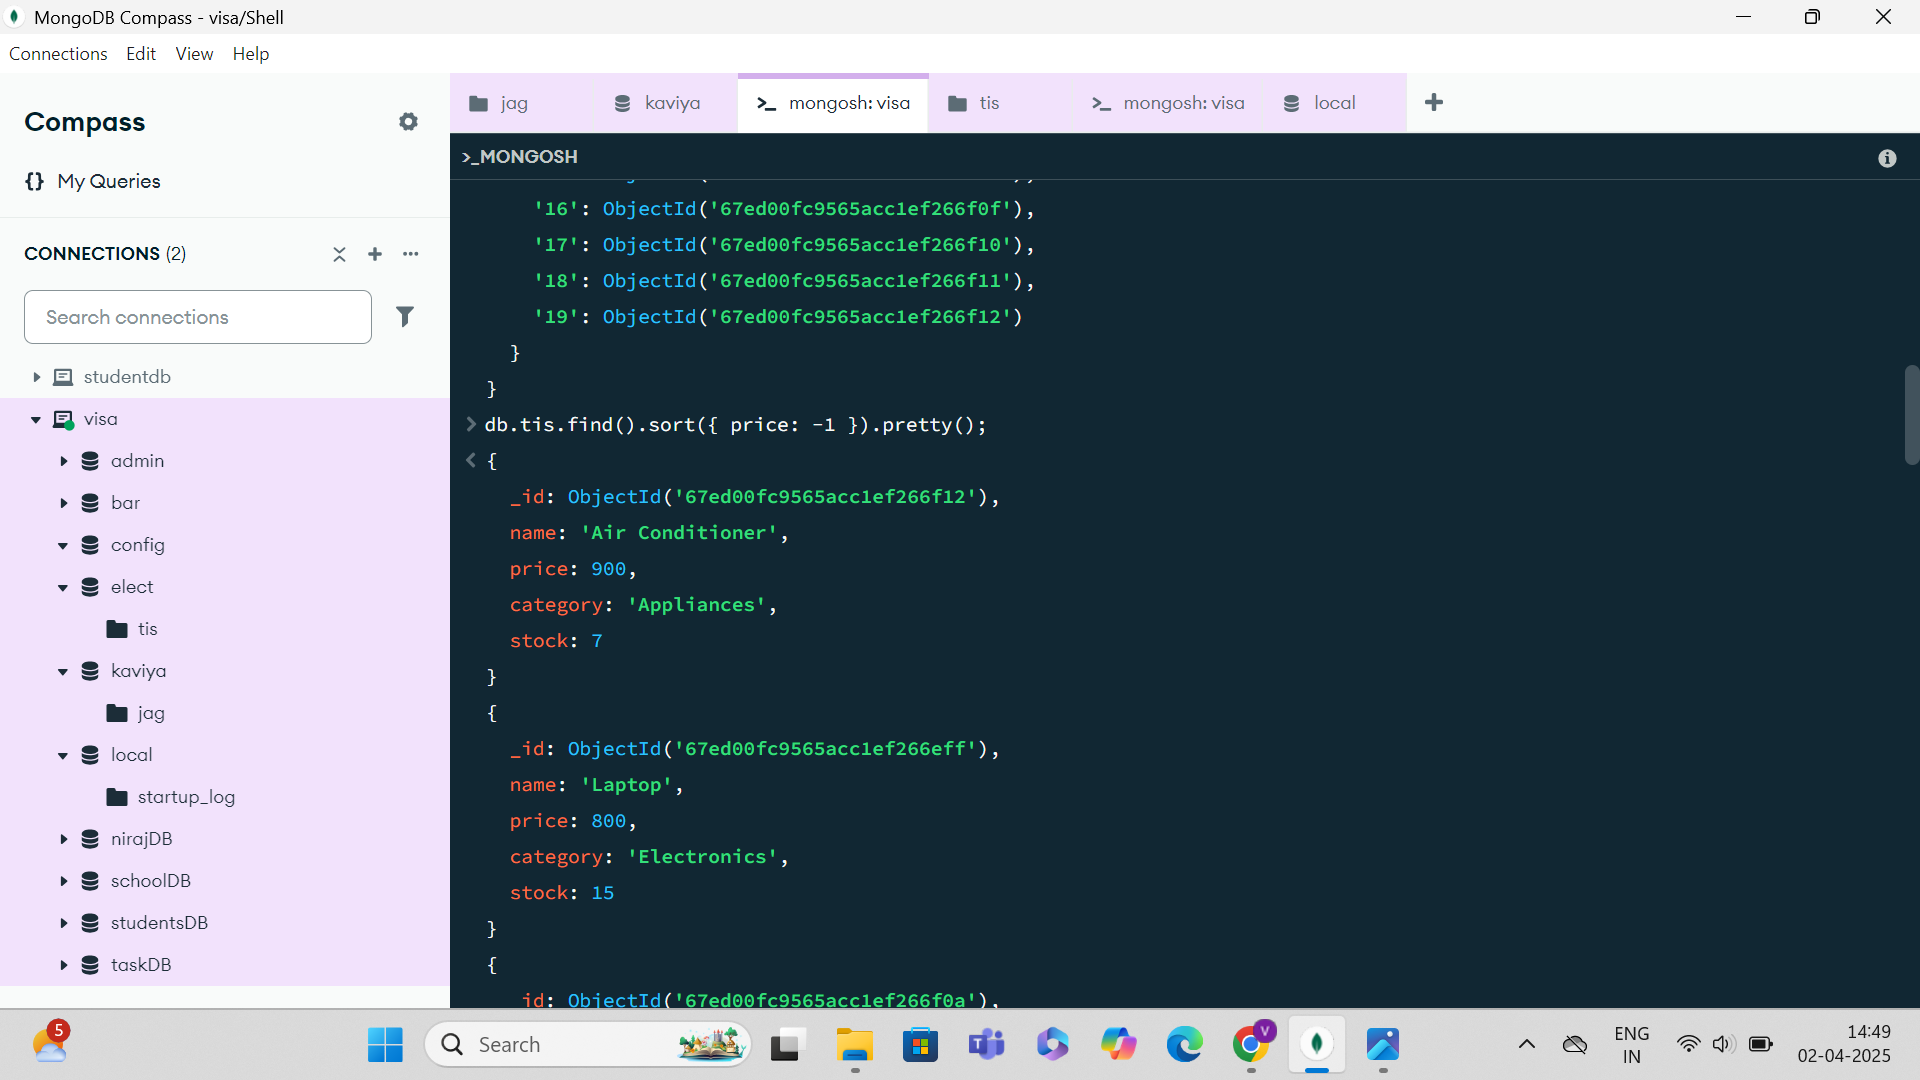 MongoDB Compass - visa/Shell
Connections Edit View Help
Compass
{} My Queries
CONNECTIONS (2)
Search connections
studentdb
visa
admin
bar
config
elect
tis
kaviya
jag
local
startup_log
nirajDB
schoolDB
studentsDB
taskDB
jag
kaviya
>_ mongosh: visa
tis
>_ mongosh: visa
local
>_MONGOSH
'16': ObjectId('67ed00fc9565acc1ef266f0f'),
'17': ObjectId('67ed00fc9565acc1ef266f10'),
'18': ObjectId('67ed00fc9565acc1ef266f11'),
'19': ObjectId('67ed00fc9565acc1ef266f12')
}
}
> db.tis.find().sort({ price: -1 }).pretty();
< {
_id: ObjectId('67ed00fc9565acc1ef266f12'),
name: 'Air Conditioner',
price: 900,
category: 'Appliances',
stock: 7
}
{
_id: ObjectId('67ed00fc9565acc1ef266eff'),
name: 'Laptop',
price: 800,
category: 'Electronics',
stock: 15
}
{
_id: ObjectId('67ed00fc9565acc1ef266f0a'),
5
Search
V
ENG
IN
14:49
02-04-2025